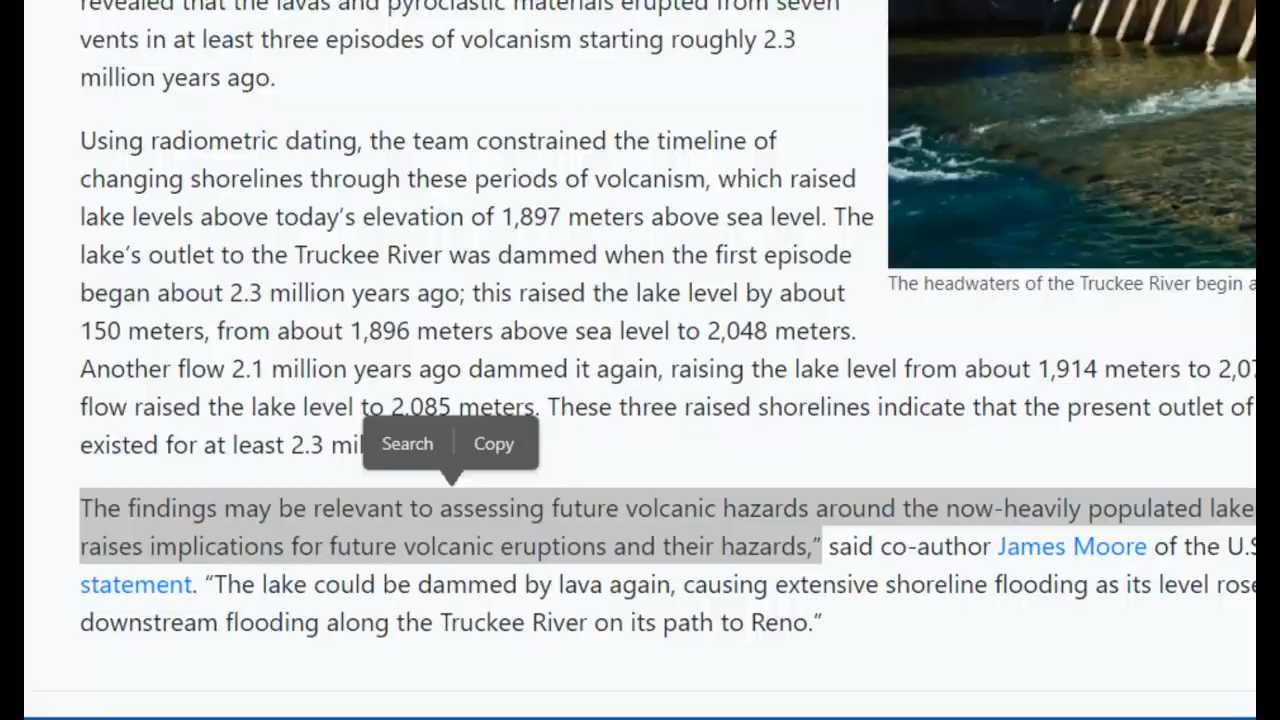 revealed that the lavas and pyroclastic materials erupted from seven
vents in at least three episodes of volcanism starting roughly 2.3
million years ago.
Using radiometric dating, the team constrained the timeline of
changing shorelines through these periods of volcanism, which raised
lake levels above today’s elevation of 1,897 meters above sea level. The
lake’s outlet to the Truckee River was dammed when the first episode
began about 2.3 million years ago; this raised the lake level by about
150 meters, from about 1,896 meters above sea level to 2,048 meters.
Another flow 2.1 million years ago dammed it again, raising the lake level from about 1,914 meters to 2,07
flow raised the lake level to 2,085 meters. These three raised shorelines indicate that the present outlet of
existed for at least 2.3 mil
The headwaters of the Truckee River begin a
Search
Copy
The findings may be relevant to assessing future volcanic hazards around the now-heavily populated lake
raises implications for future volcanic eruptions and their hazards,” said co-author James Moore of the U.S
statement. “The lake could be dammed by lava again, causing extensive shoreline flooding as its level rose
downstream flooding along the Truckee River on its path to Reno.”